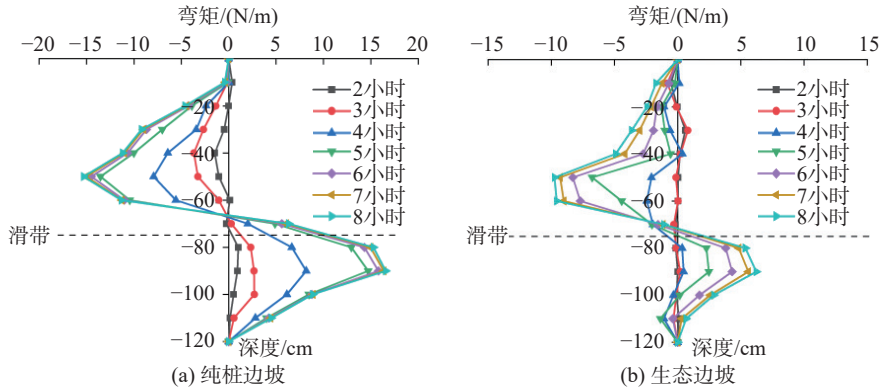 弯矩/(N/m)
−20 −15 −10 −5 0 5 10 15 20
2小时
3小时
4小时
5小时
6小时
7小时
8小时
−20
−40
−60
滑带
−80
−100
−120
深度/cm
(a) 纯桩边坡
弯矩/(N/m)
−15 −10 −5 0 5 10 15
2小时
3小时
4小时
5小时
6小时
7小时
8小时
−20
−40
−60
滑带
−80
−100
−120
深度/cm
(b) 生态边坡